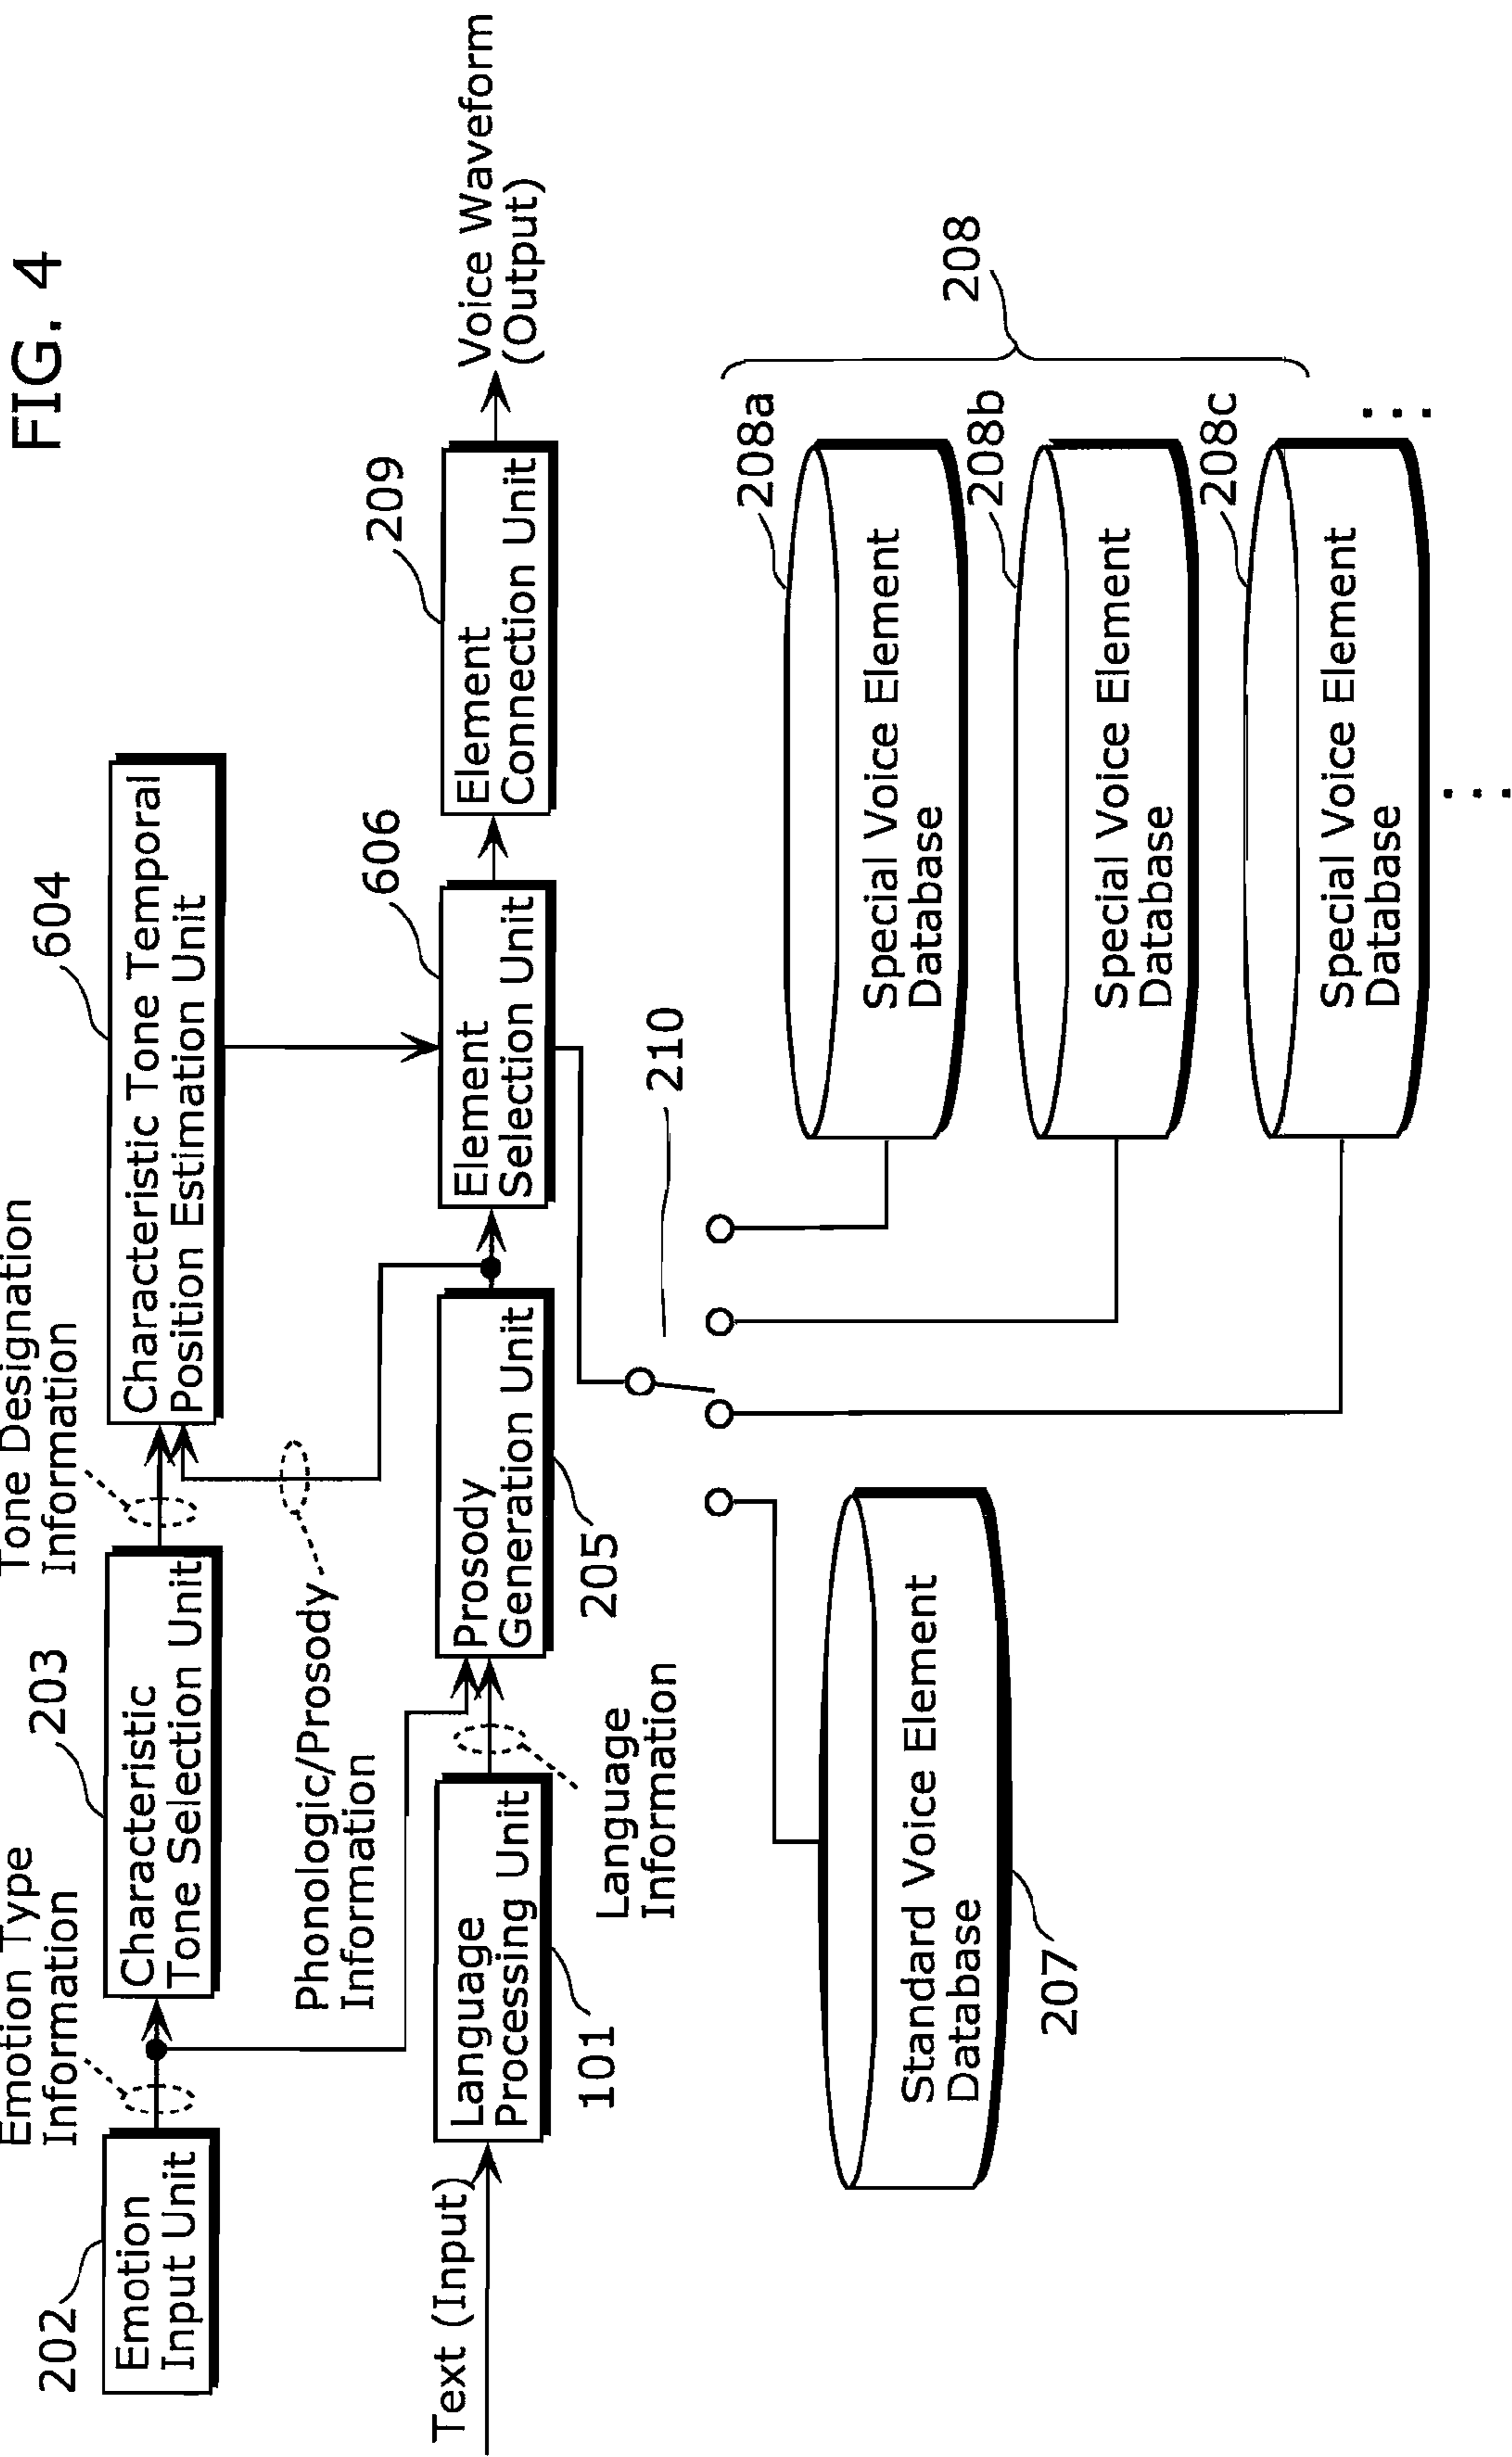 FIG. 4
Emotion Type
Information
Tone Designation
Information
202
203
604
Emotion
Input Unit
Characteristic
Tone Selection Unit
Characteristic Tone Temporal
Position Estimation Unit
Phonologic/Prosody
Information
606
209
Text (Input)
Language
Processing Unit
Prosody
Generation Unit
Element
Selection Unit
Element
Connection Unit
Voice Waveform
(Output)
101
Language
Information
205
210
208a
Special Voice Element
Database
208
Standard Voice Element
Database
207
208b
Special Voice Element
Database
208c
Special Voice Element
Database